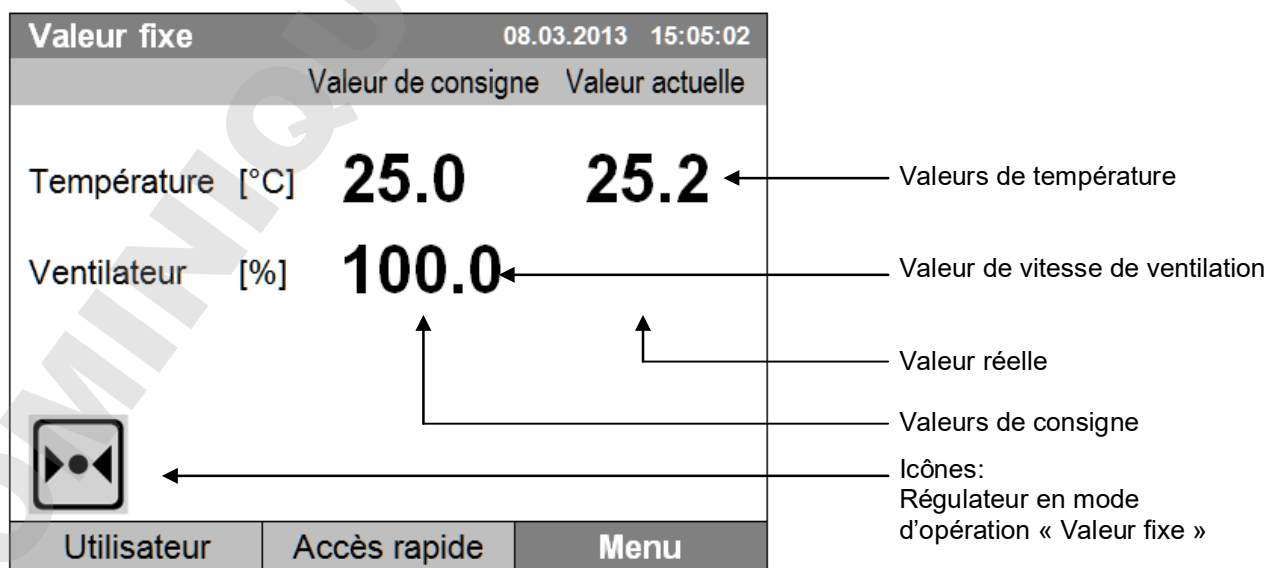 Valeur fixe 08.03.2013 15:05:02
Valeur de consigne Valeur actuelle
Température [°C] 25.0 25.2
Valeurs de température
Ventilateur [%] 100.0
Valeur de vitesse de ventilation
Valeur réelle
Valeurs de consigne
Icônes:
Régulateur en mode
d'opération « Valeur fixe »
Utilisateur Accès rapide Menu